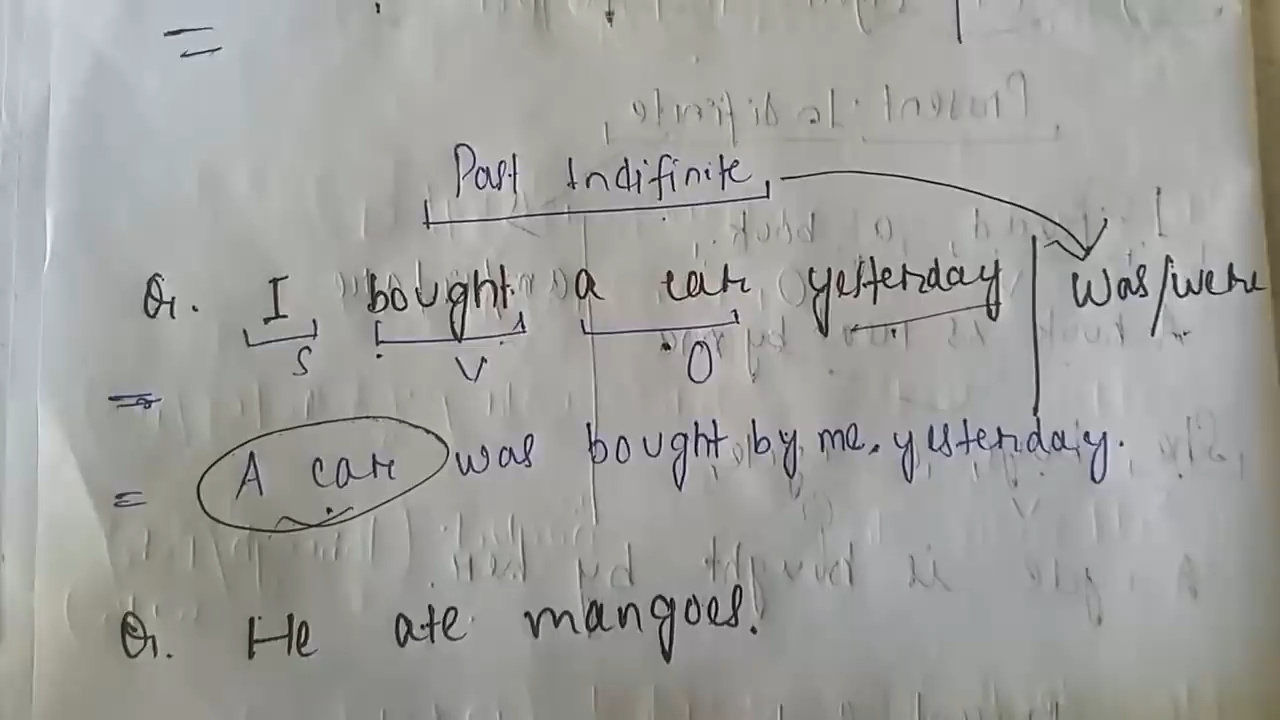 Past Indifinite
Q. I bought a car yesterday was/were
S V O
= A car was bought by me. yesterday.
Q. He ate mangoes.